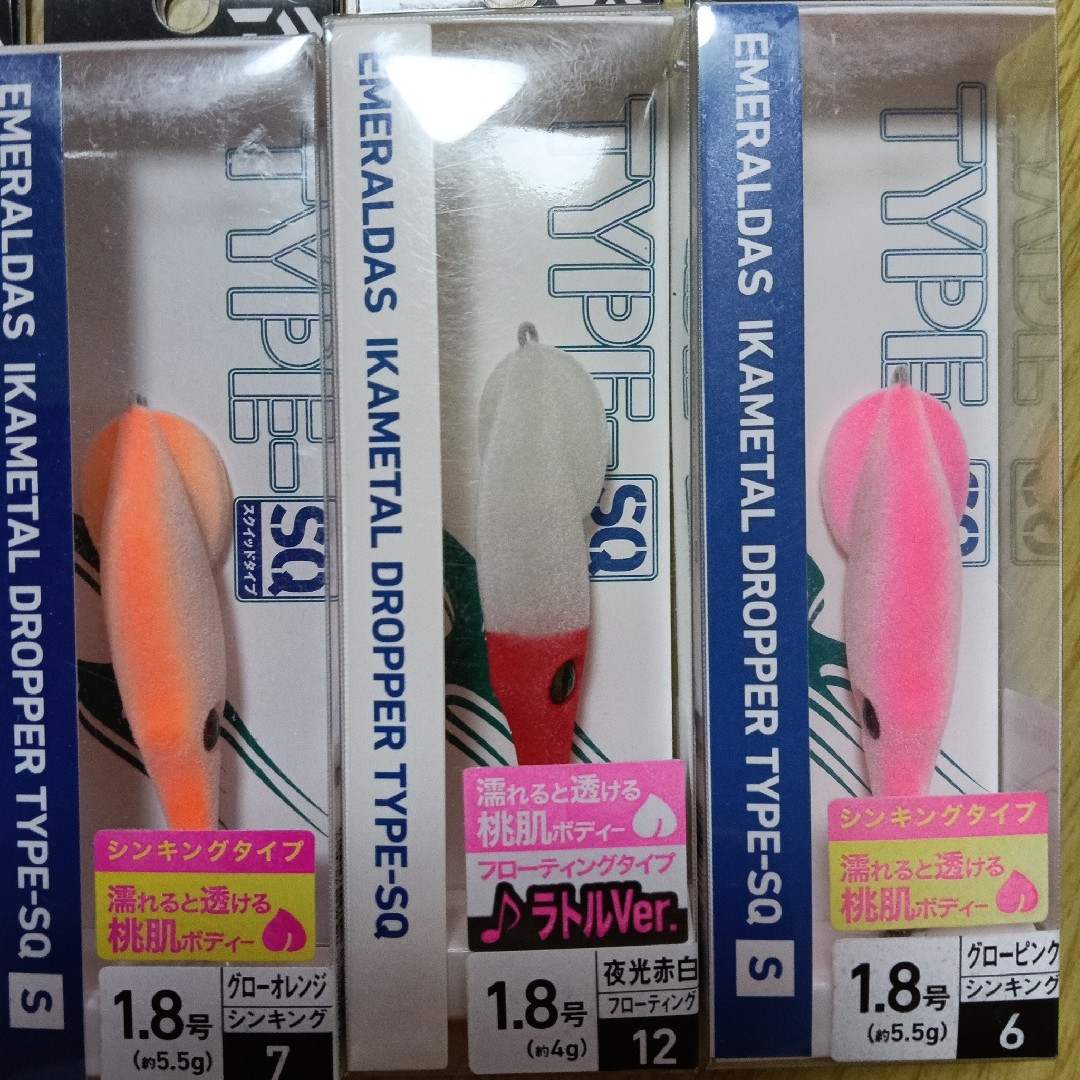 EMERALDAS IKAMETAL DROPPER TYPE-SQ S
TYPE-SQ
スクイッドタイプ
シンキングタイプ
濡れると透ける
桃肌ボディー
1.8号
(約5.5g)
グローオレンジ
シンキング
7
EMERALDAS IKAMETAL DROPPER TYPE-SQ
TYPE-SQ
濡れると透ける
桃肌ボディー
フローティングタイプ
♪ラトルVer.
1.8号
(約4g)
夜光赤白
フローティング
12
EMERALDAS IKAMETAL DROPPER TYPE-SQ S
TYPE-SQ
シンキングタイプ
濡れると透ける
桃肌ボディー
1.8号
(約5.5g)
グローピンク
シンキング
6